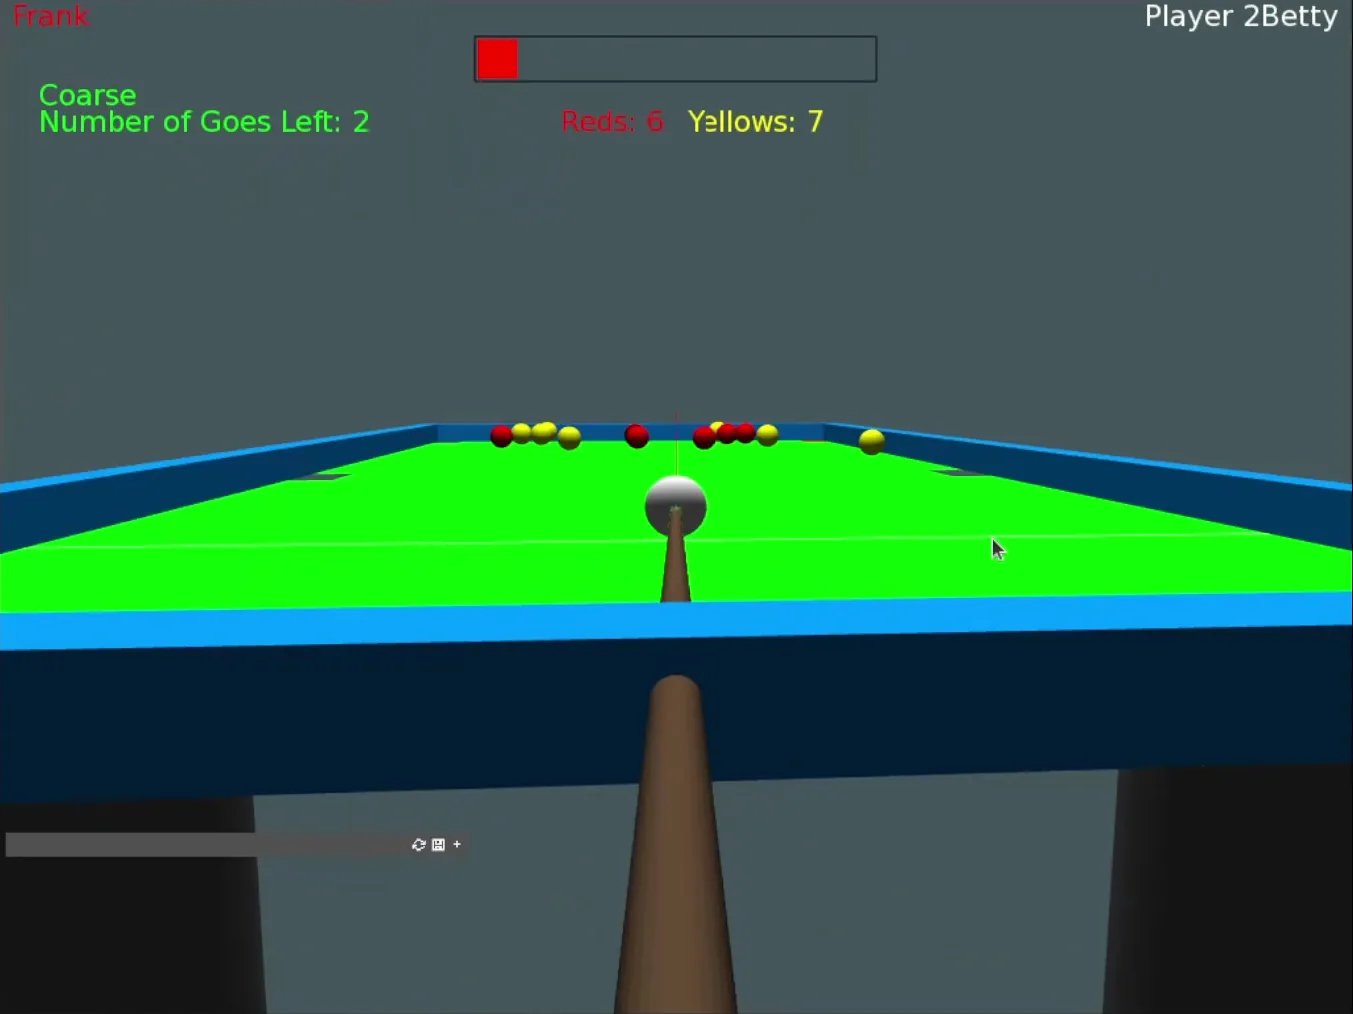 Frank
Player 2Betty
Coarse
Number of Goes Left: 2
Reds: 6 Yellows: 7